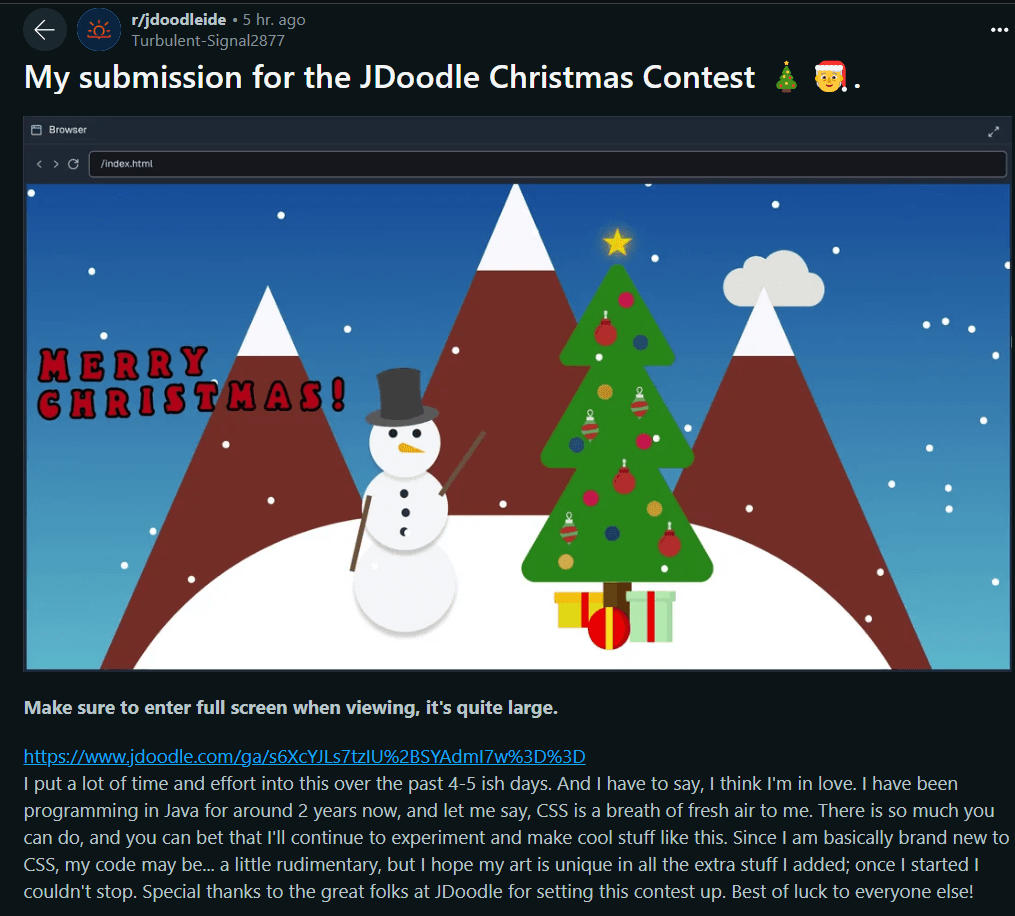 r/jdoodleide • 5 hr. ago
Turbulent-Signal2877
My submission for the JDoodle Christmas Contest 🎄 🧑‍🎄.
Browser
/index.html
MERRY
CHRISTMAS!
Make sure to enter full screen when viewing, it's quite large.
https://www.jdoodle.com/ga/s6XcYJLs7tzIU%2BSYAdmI7w%3D%3D
I put a lot of time and effort into this over the past 4-5 ish days. And I have to say, I think I'm in love. I have been
programming in Java for around 2 years now, and let me say, CSS is a breath of fresh air to me. There is so much you
can do, and you can bet that I'll continue to experiment and make cool stuff like this. Since I am basically brand new to
CSS, my code may be... a little rudimentary, but I hope my art is unique in all the extra stuff I added; once I started I
couldn't stop. Special thanks to the great folks at JDoodle for setting this contest up. Best of luck to everyone else!